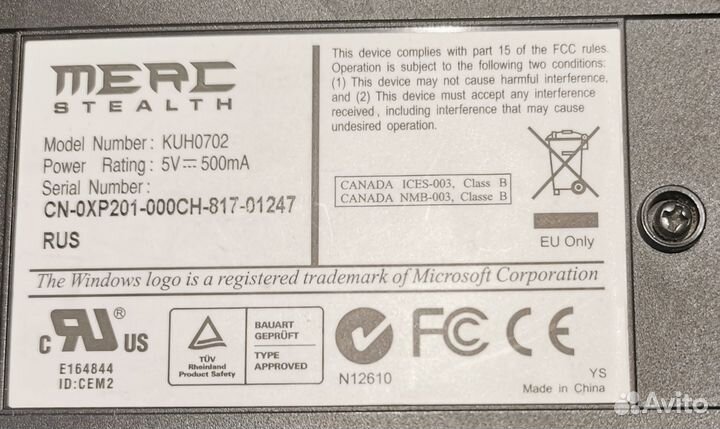 MERC
STEALTH
Model Number: KUH0702
Power Rating: 5V⎓500mA
Serial Number:
CN-0XP201-000CH-817-01247
RUS
This device complies with part 15 of the FCC rules.
Operation is subject to the following two conditions:
(1) This device may not cause harmful interference,
and (2) This device must accept any interference
received, including interference that may cause
undesired operation.
CANADA ICES-003, Class B
CANADA NMB-003, Classe B
EU Only
The Windows logo is a registered trademark of Microsoft Corporation
c RU US ®
E164844
ID:CEM2
TÜV
Rheinland
Product Safety
BAUART
GEPRÜFT
TYPE
APPROVED
N12610
FC CE
YS
Made in China
Avito